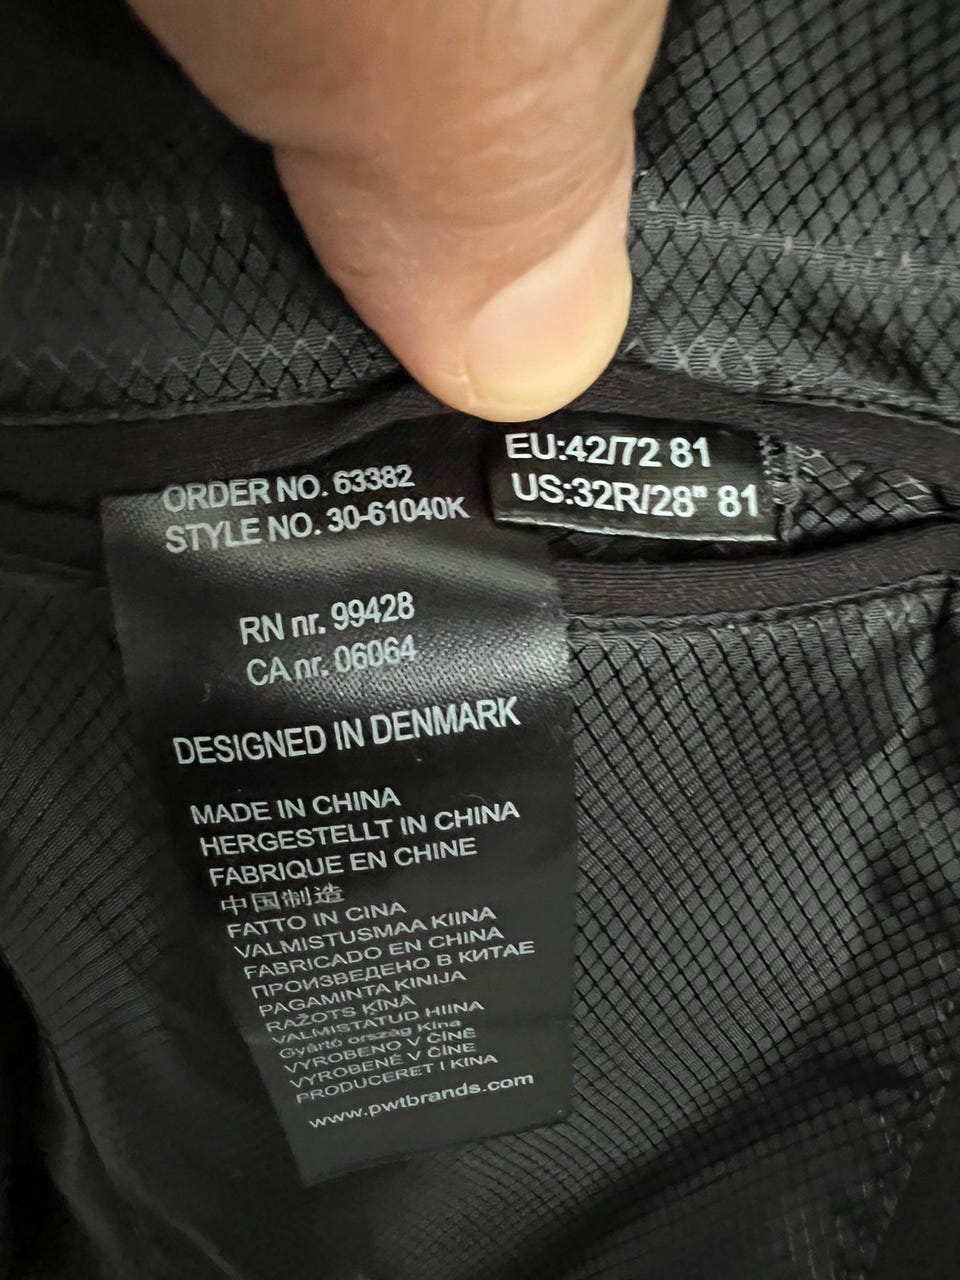 EU:42/72 81
US:32R/28" 81
ORDER NO. 63382
STYLE NO. 30-61040K
RN nr. 99428
CA nr. 06064
DESIGNED IN DENMARK
MADE IN CHINA
HERGESTELLT IN CHINA
FABRIQUE EN CHINE
中国制造
FATTO IN CINA
VALMISTUSMAA KIINA
FABRICADO EN CHINA
ПРОИЗВЕДЕНО В КИТАЕ
PAGAMINTA KINIJA
RAŽOTS ĶĪNA
VALMISTATUD HIINA
Gyártó ország Kína
VYROBENO V ČÍNĚ
VYROBENÉ V ČÍNE
PRODUCERET I KINA
www.pwtbrands.com